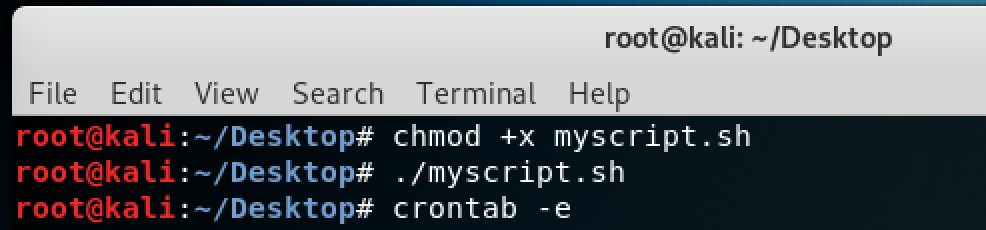 root@kali: ~/Desktop
File Edit View Search Terminal Help
root@kali:~/Desktop# chmod +x myscript.sh
root@kali:~/Desktop# ./myscript.sh
root@kali:~/Desktop# crontab -e